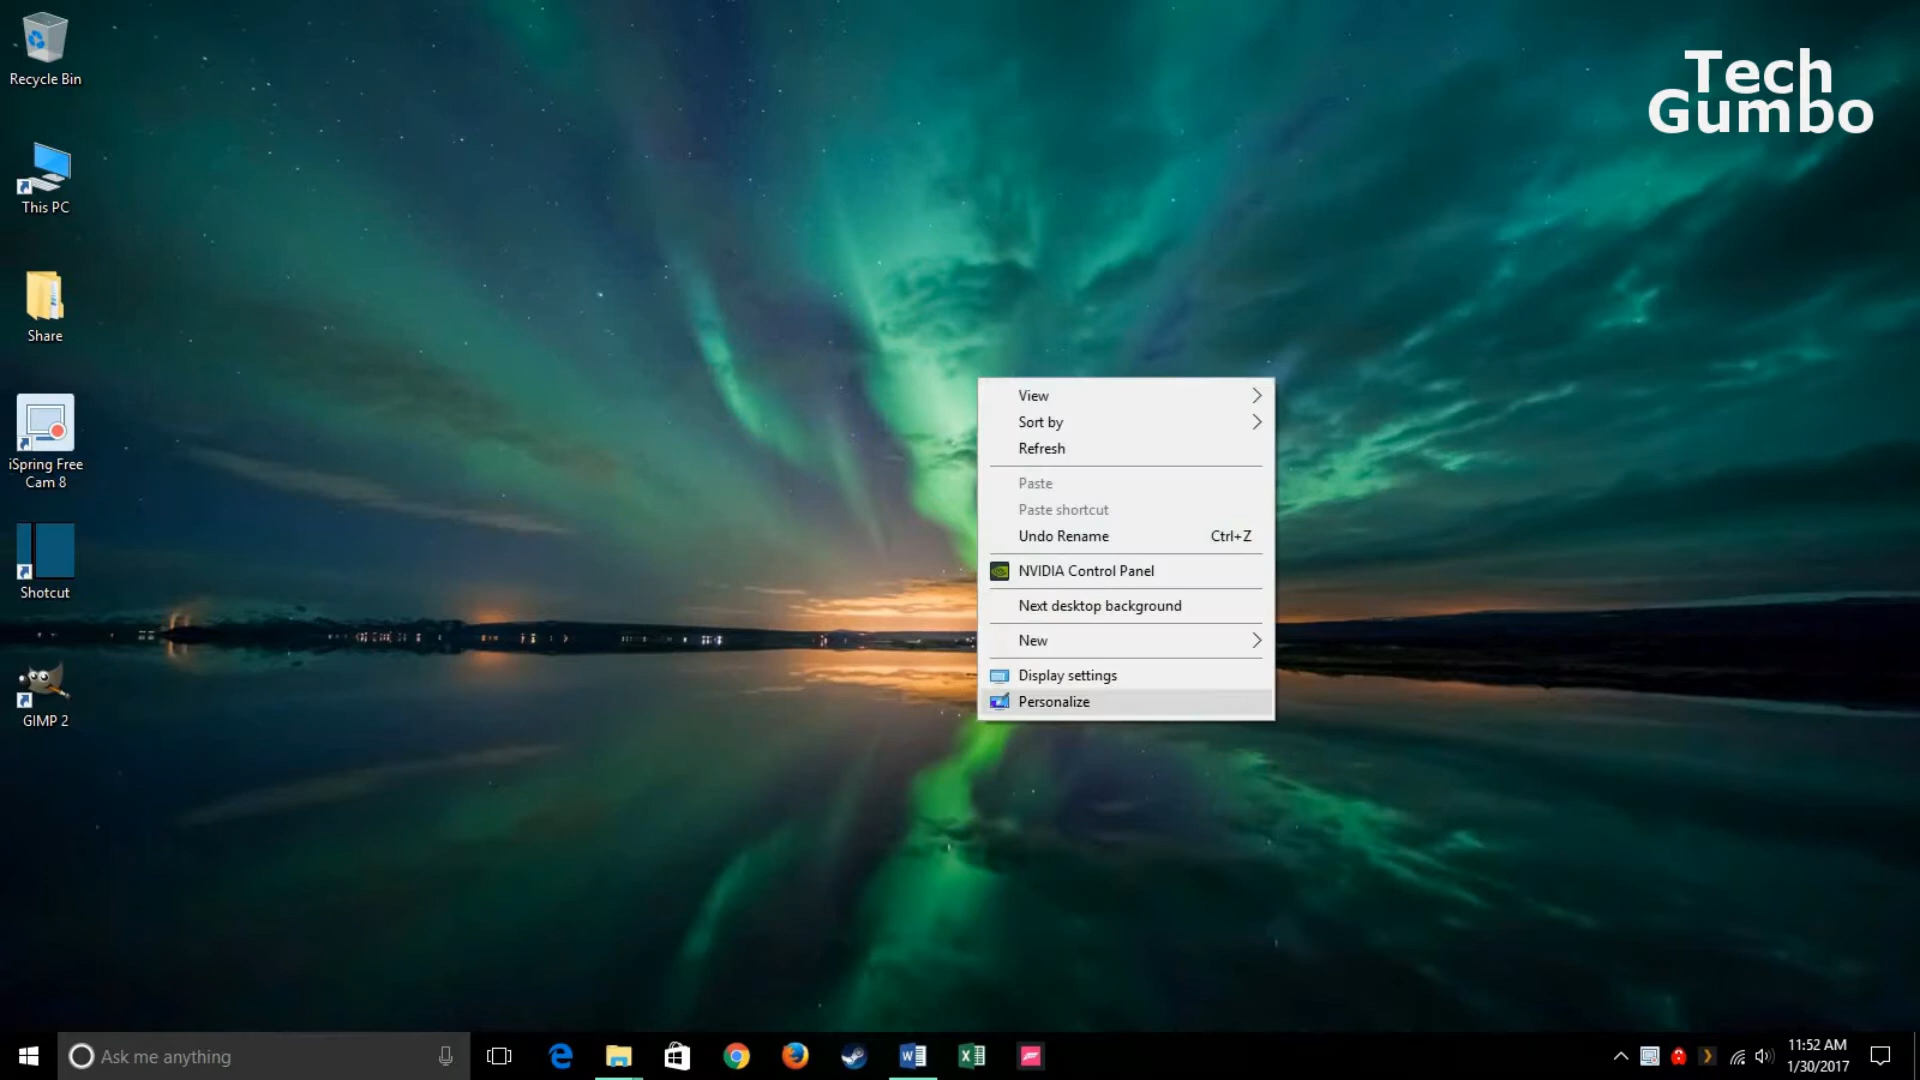 Recycle Bin
This PC
Share
iSpring Free
Cam 8
Shotcut
GIMP 2
Tech
Gumbo
View
Sort by
Refresh
Paste
Paste shortcut
Undo Rename Ctrl+Z
NVIDIA Control Panel
Next desktop background
New
Display settings
Personalize
Ask me anything
11:52 AM
1/30/2017